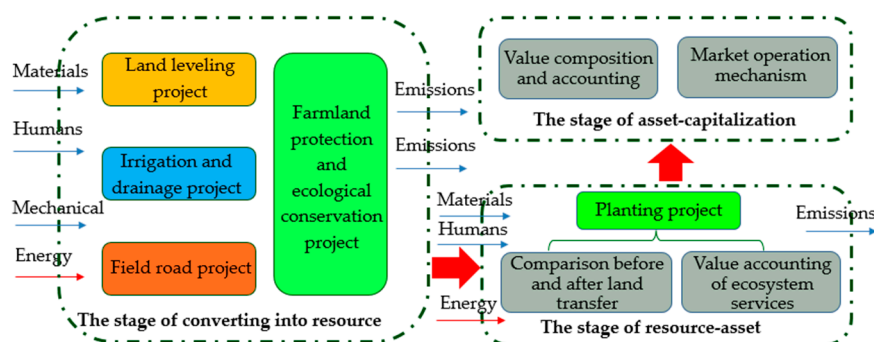 Materials
Humans
Mechanical
Energy
Land leveling
project
Irrigation and
drainage project
Field road project
Farmland
protection
and
ecological
conservation
project
The stage of converting into resource
Emissions
Emissions
Value composition
and accounting
Market operation
mechanism
The stage of asset-capitalization
Materials
Humans
Energy
Planting project
Comparison before
and after land
transfer
Value accounting
of ecosystem
services
Emissions
The stage of resource-asset